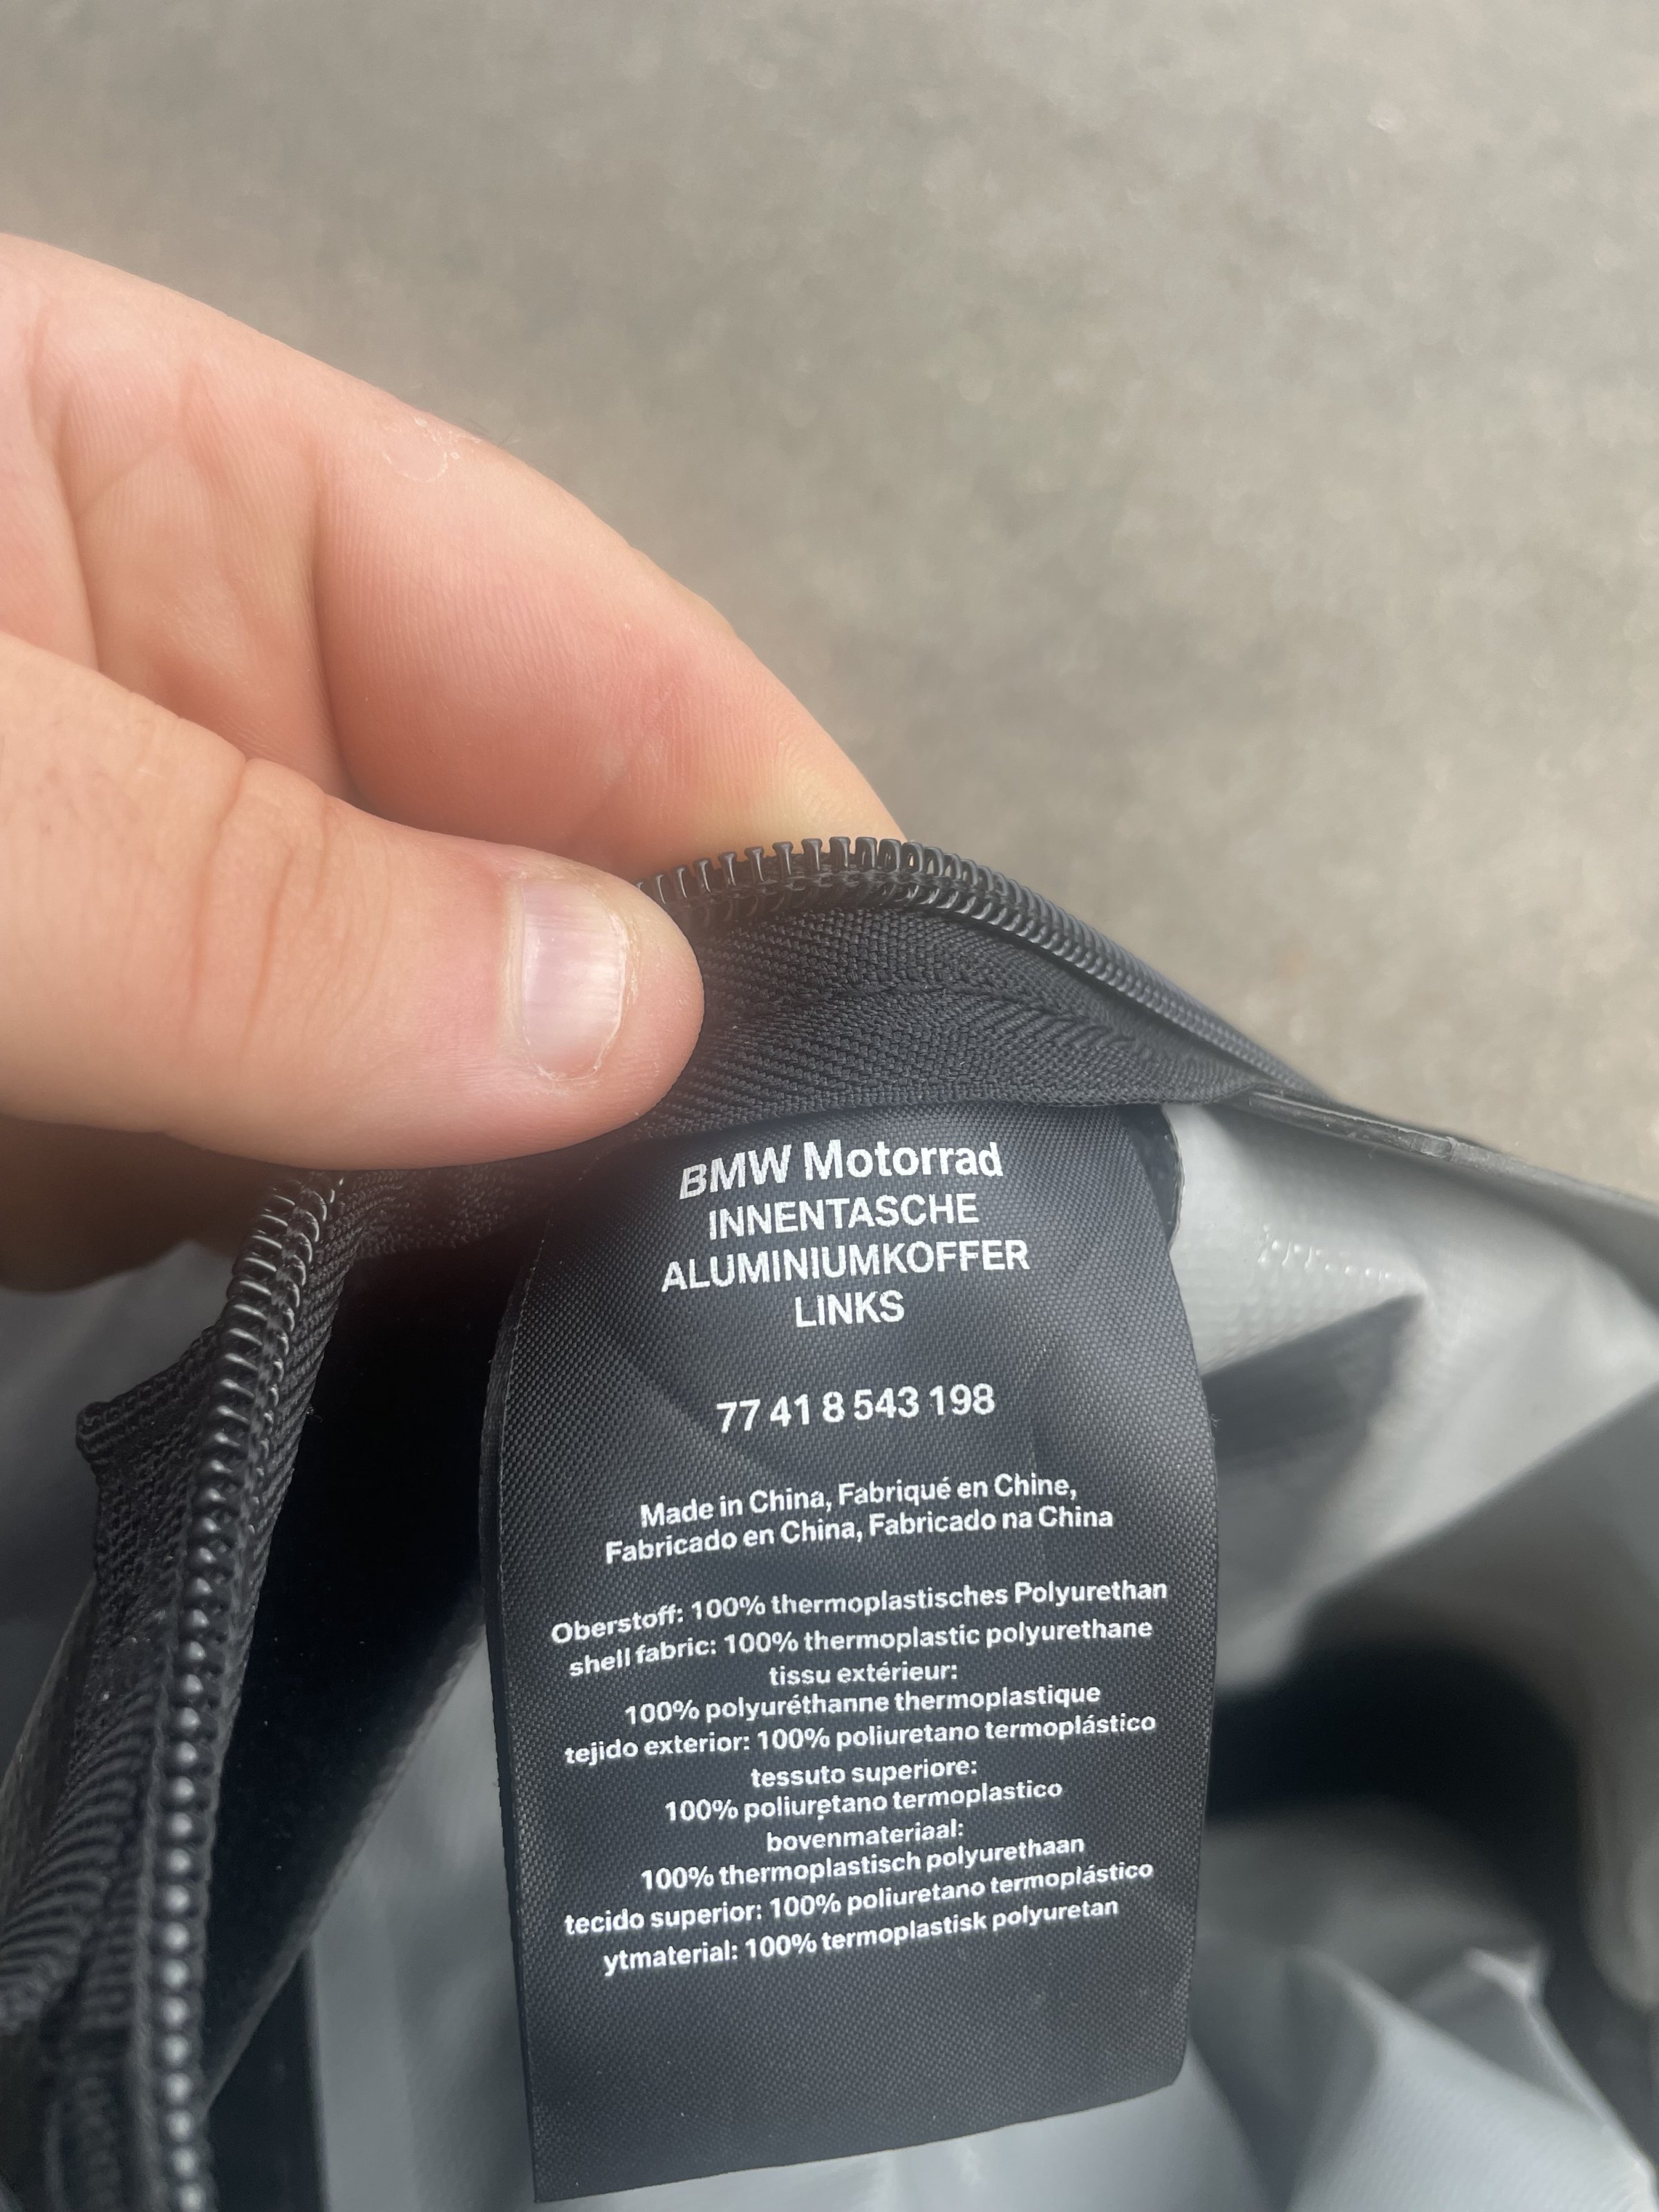 BMW Motorrad
INNENTASCHE
ALUMINIUMKOFFER
LINKS
77 41 8 543 198
Made in China, Fabriqué en Chine,
Fabricado en China, Fabricado na China
Oberstoff: 100% thermoplastisches Polyurethan
shell fabric: 100% thermoplastic polyurethane
tissu extérieur:
100% polyuréthanne thermoplastique
tejido exterior: 100% poliuretano termoplástico
tessuto superiore:
100% poliuretano termoplastico
bovenmateriaal:
100% thermoplastisch polyurethaan
tecido superior: 100% poliuretano termoplástico
ytmaterial: 100% termoplastisk polyuretan